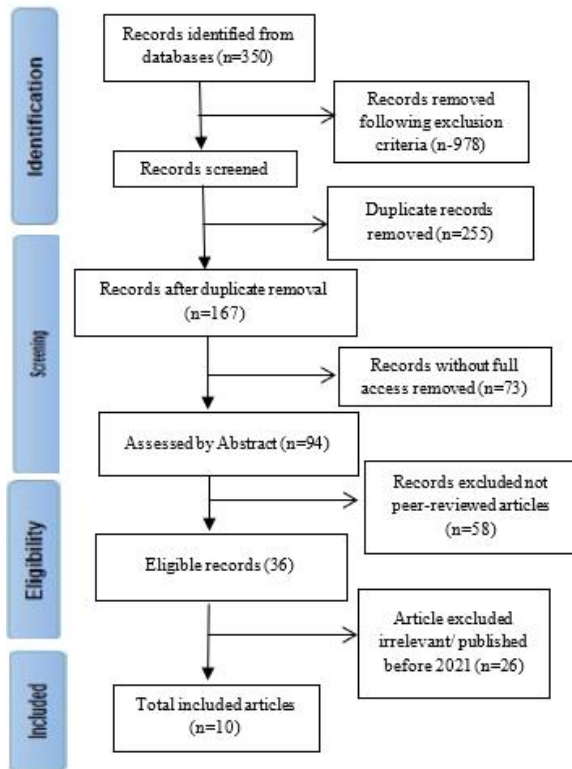 Identification
Records identified from
databases (n=350)
Records removed
following exclusion
criteria (n-978)
Records screened
Duplicate records
removed (n=255)
Screening
Records after duplicate removal
(n=167)
Records without full
access removed (n=73)
Assessed by Abstract (n=94)
Records excluded not
peer-reviewed articles
(n=58)
Eligibility
Eligible records (36)
Article excluded
irrelevant/ published
before 2021 (n=26)
Included
Total included articles
(n=10)